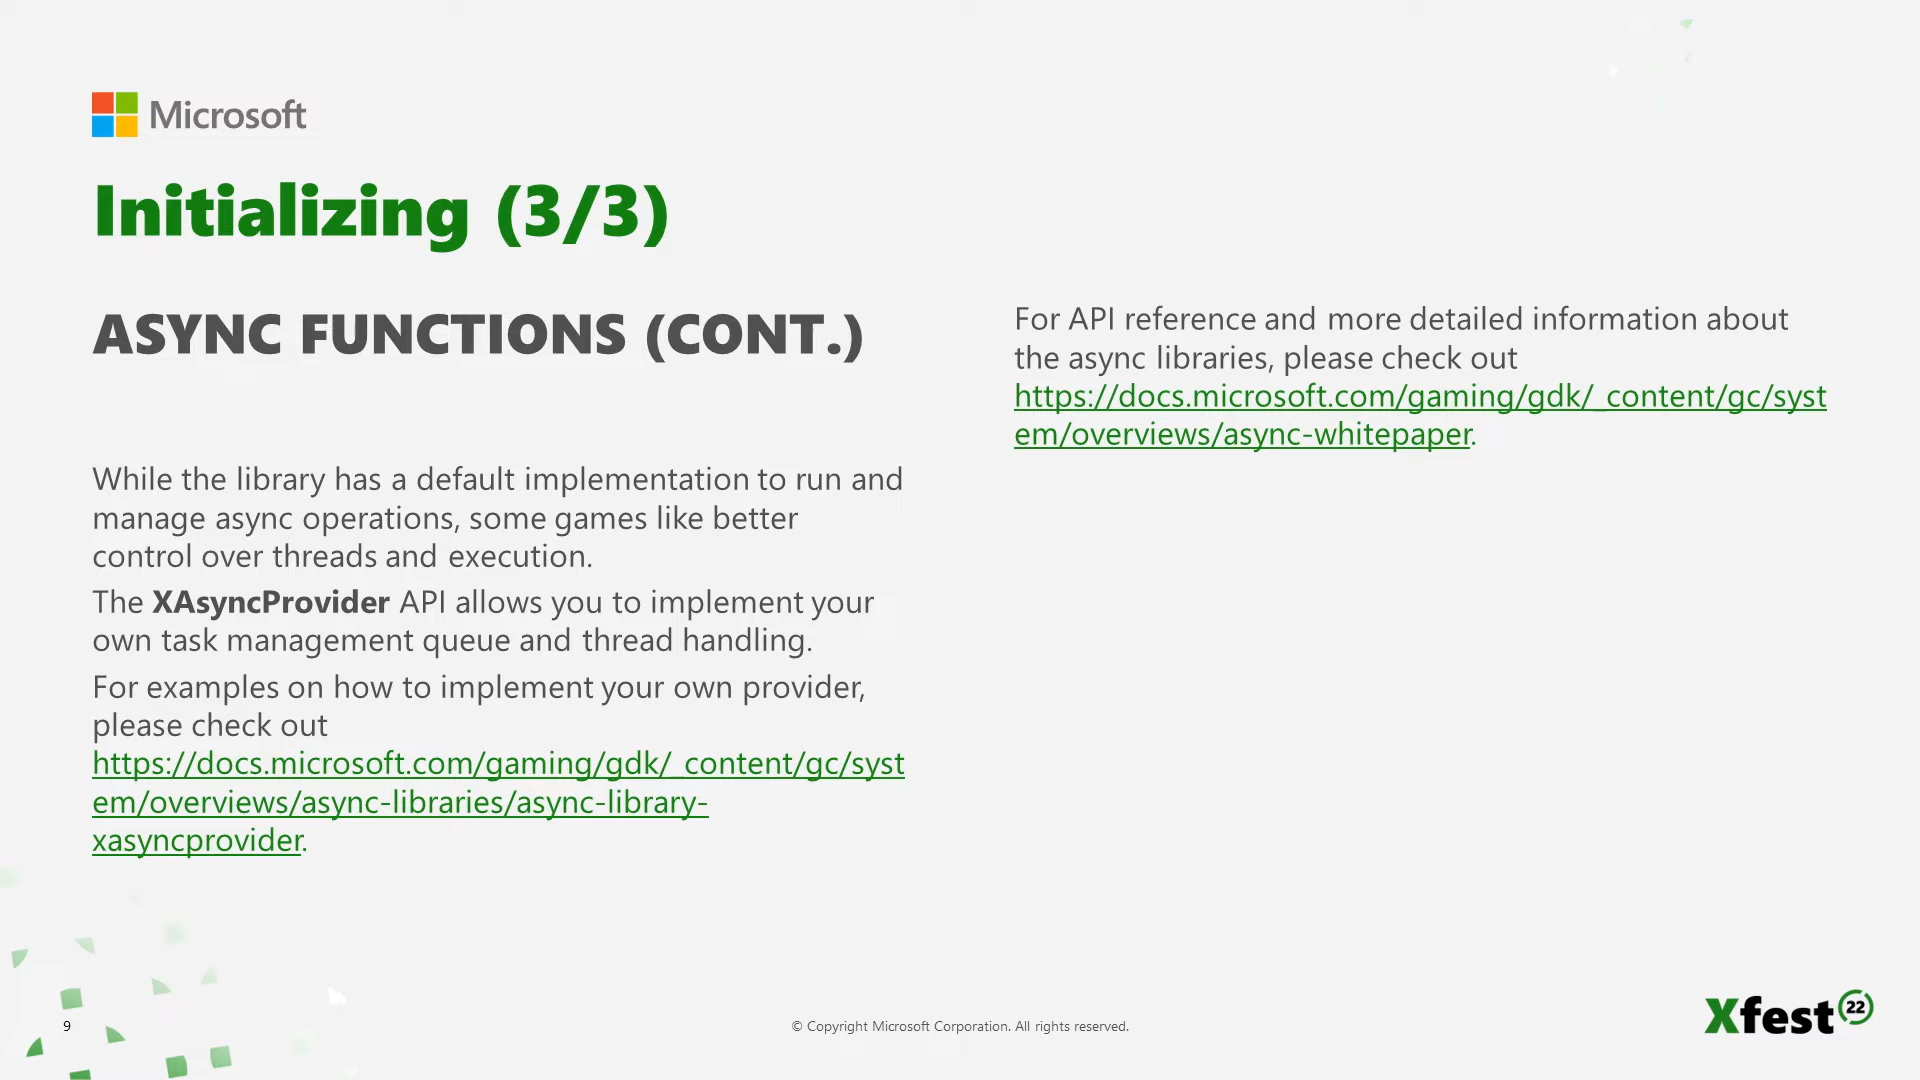 Microsoft
Initializing (3/3)
ASYNC FUNCTIONS (CONT.)
While the library has a default implementation to run and
manage async operations, some games like better
control over threads and execution.
The XAsyncProvider API allows you to implement your
own task management queue and thread handling.
For examples on how to implement your own provider,
please check out
https://docs.microsoft.com/gaming/gdk/_content/gc/syst
em/overviews/async-libraries/async-library-
xasyncprovider.
For API reference and more detailed information about
the async libraries, please check out
https://docs.microsoft.com/gaming/gdk/_content/gc/syst
em/overviews/async-whitepaper.
9
© Copyright Microsoft Corporation. All rights reserved.
Xfest 22